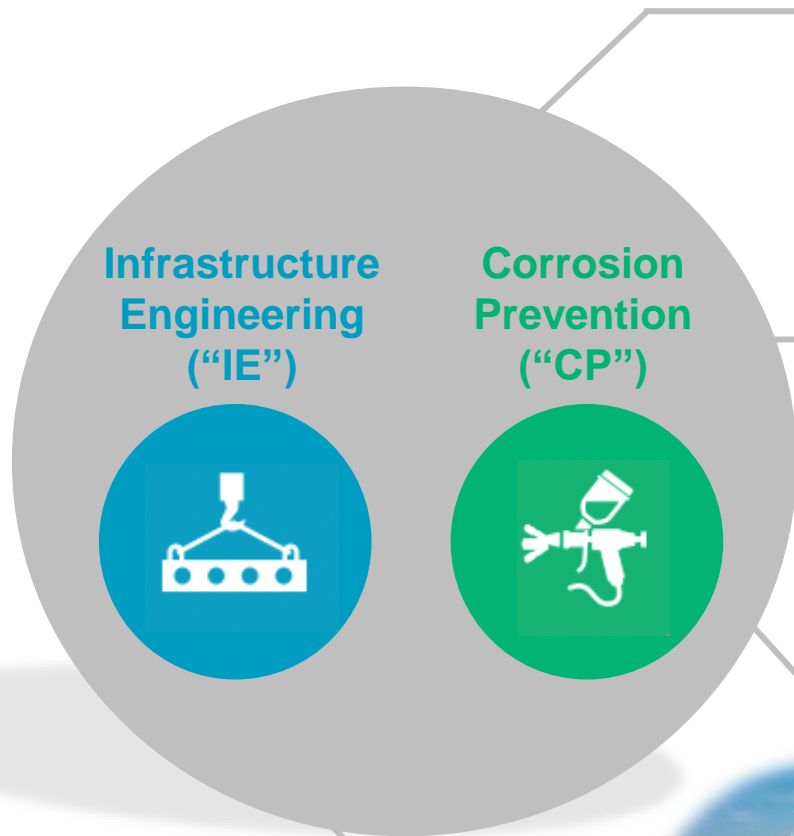 Infrastructure
Engineering
(“IE”)
Corrosion
Prevention
(“CP”)